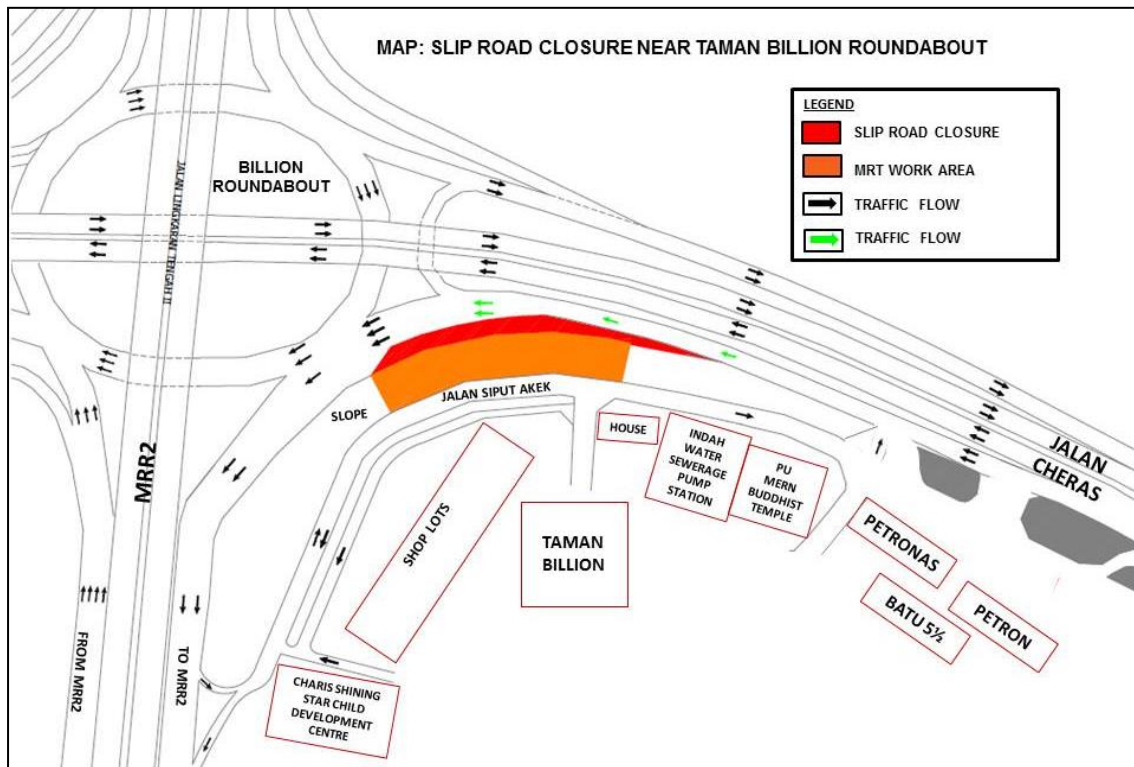 MAP: SLIP ROAD CLOSURE NEAR TAMAN BILLION ROUNDABOUT
LEGEND
SLIP ROAD CLOSURE
MRT WORK AREA
TRAFFIC FLOW
TRAFFIC FLOW
BILLION
ROUNDABOUT
JALAN LINGKARAN TENGAH II
JALAN SIPUT AKEK
SLOPE
MRR2
JALAN
CHERAS
HOUSE
INDAH
WATER
SEWERAGE
PUMP
STATION
PU
MERN
BUDDHIST
TEMPLE
SHOP LOTS
TAMAN
BILLION
PETRONAS
BATU 5½
PETRON
FROM MRR2
TO MRR2
CHARIS SHINING
STAR CHILD
DEVELOPMENT
CENTRE